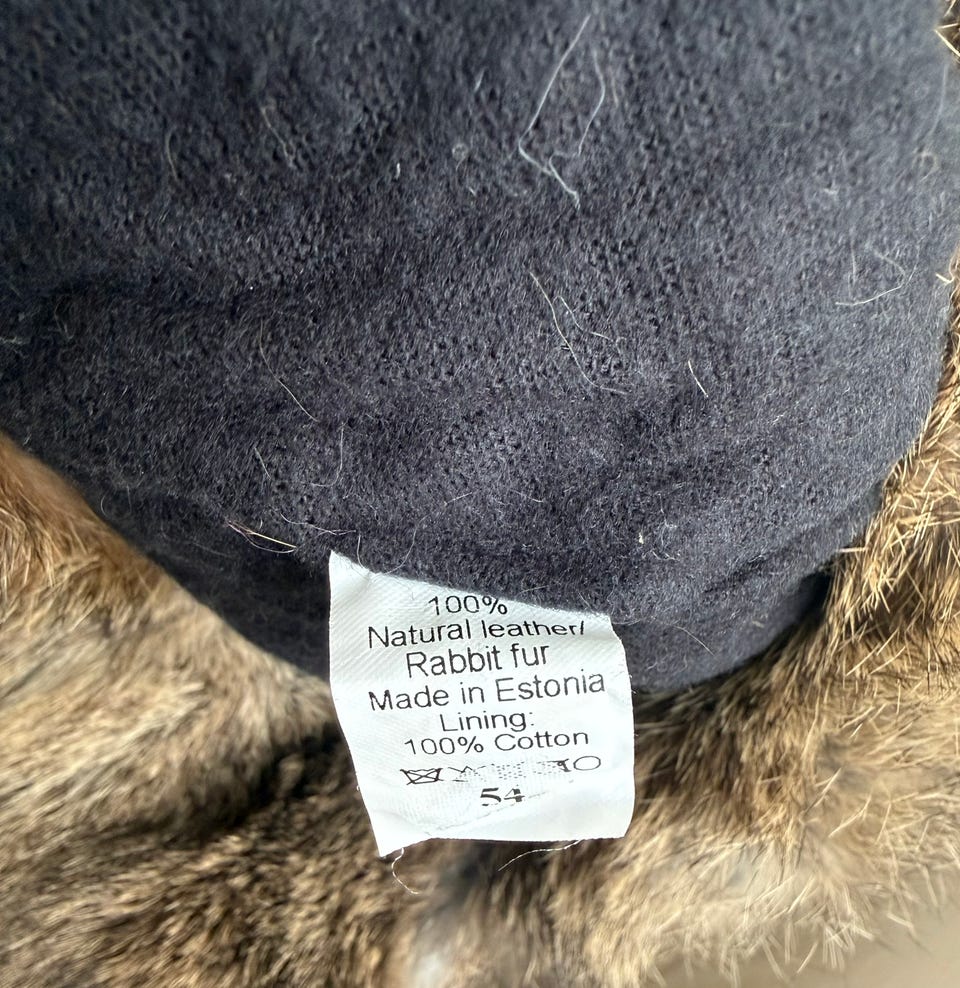 100%
Natural leather/
Rabbit fur
Made in Estonia
Lining:
100% Cotton
54